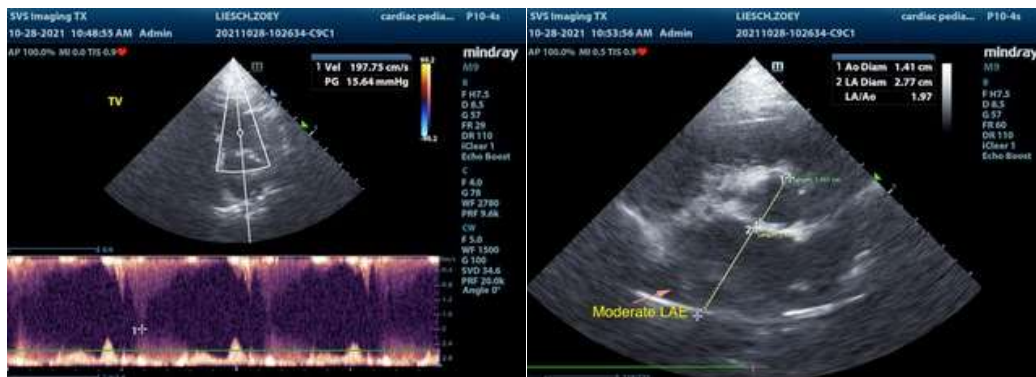 SVS Imaging TX LIESCH,ZOEY cardiac pedia... P10-4s
10-28-2021 10:48:55 AM Admin 20211028-102634-C9C1
AP 100.0% MI 0.0 TIS 0.9
mindray
M9
TV
1 Vel 197.75 cm/s
PG 15.64 mmHg
B
F H7.5
D 8.5
G 57
FR 29
DR 110
iClear 1
Echo Boost
C
F 4.0
G 78
WF 2780
PRF 9.6k
CW
F 5.0
WF 1500
G 100
SVD 34.6
PRF 20.0k
Angle 0°
1
SVS Imaging TX LIESCH,ZOEY cardiac pedia... P10-4s
10-28-2021 10:53:56 AM Admin 20211028-102634-C9C1
AP 100.0% MI 0.5 TIS 0.9
mindray
M9
1 Ao Diam 1.41 cm
2 LA Diam 2.77 cm
LA/Ao 1.97
B
F H7.5
D 8.5
G 57
FR 60
DR 110
iClear 1
Echo Boost
2
Moderate LAE